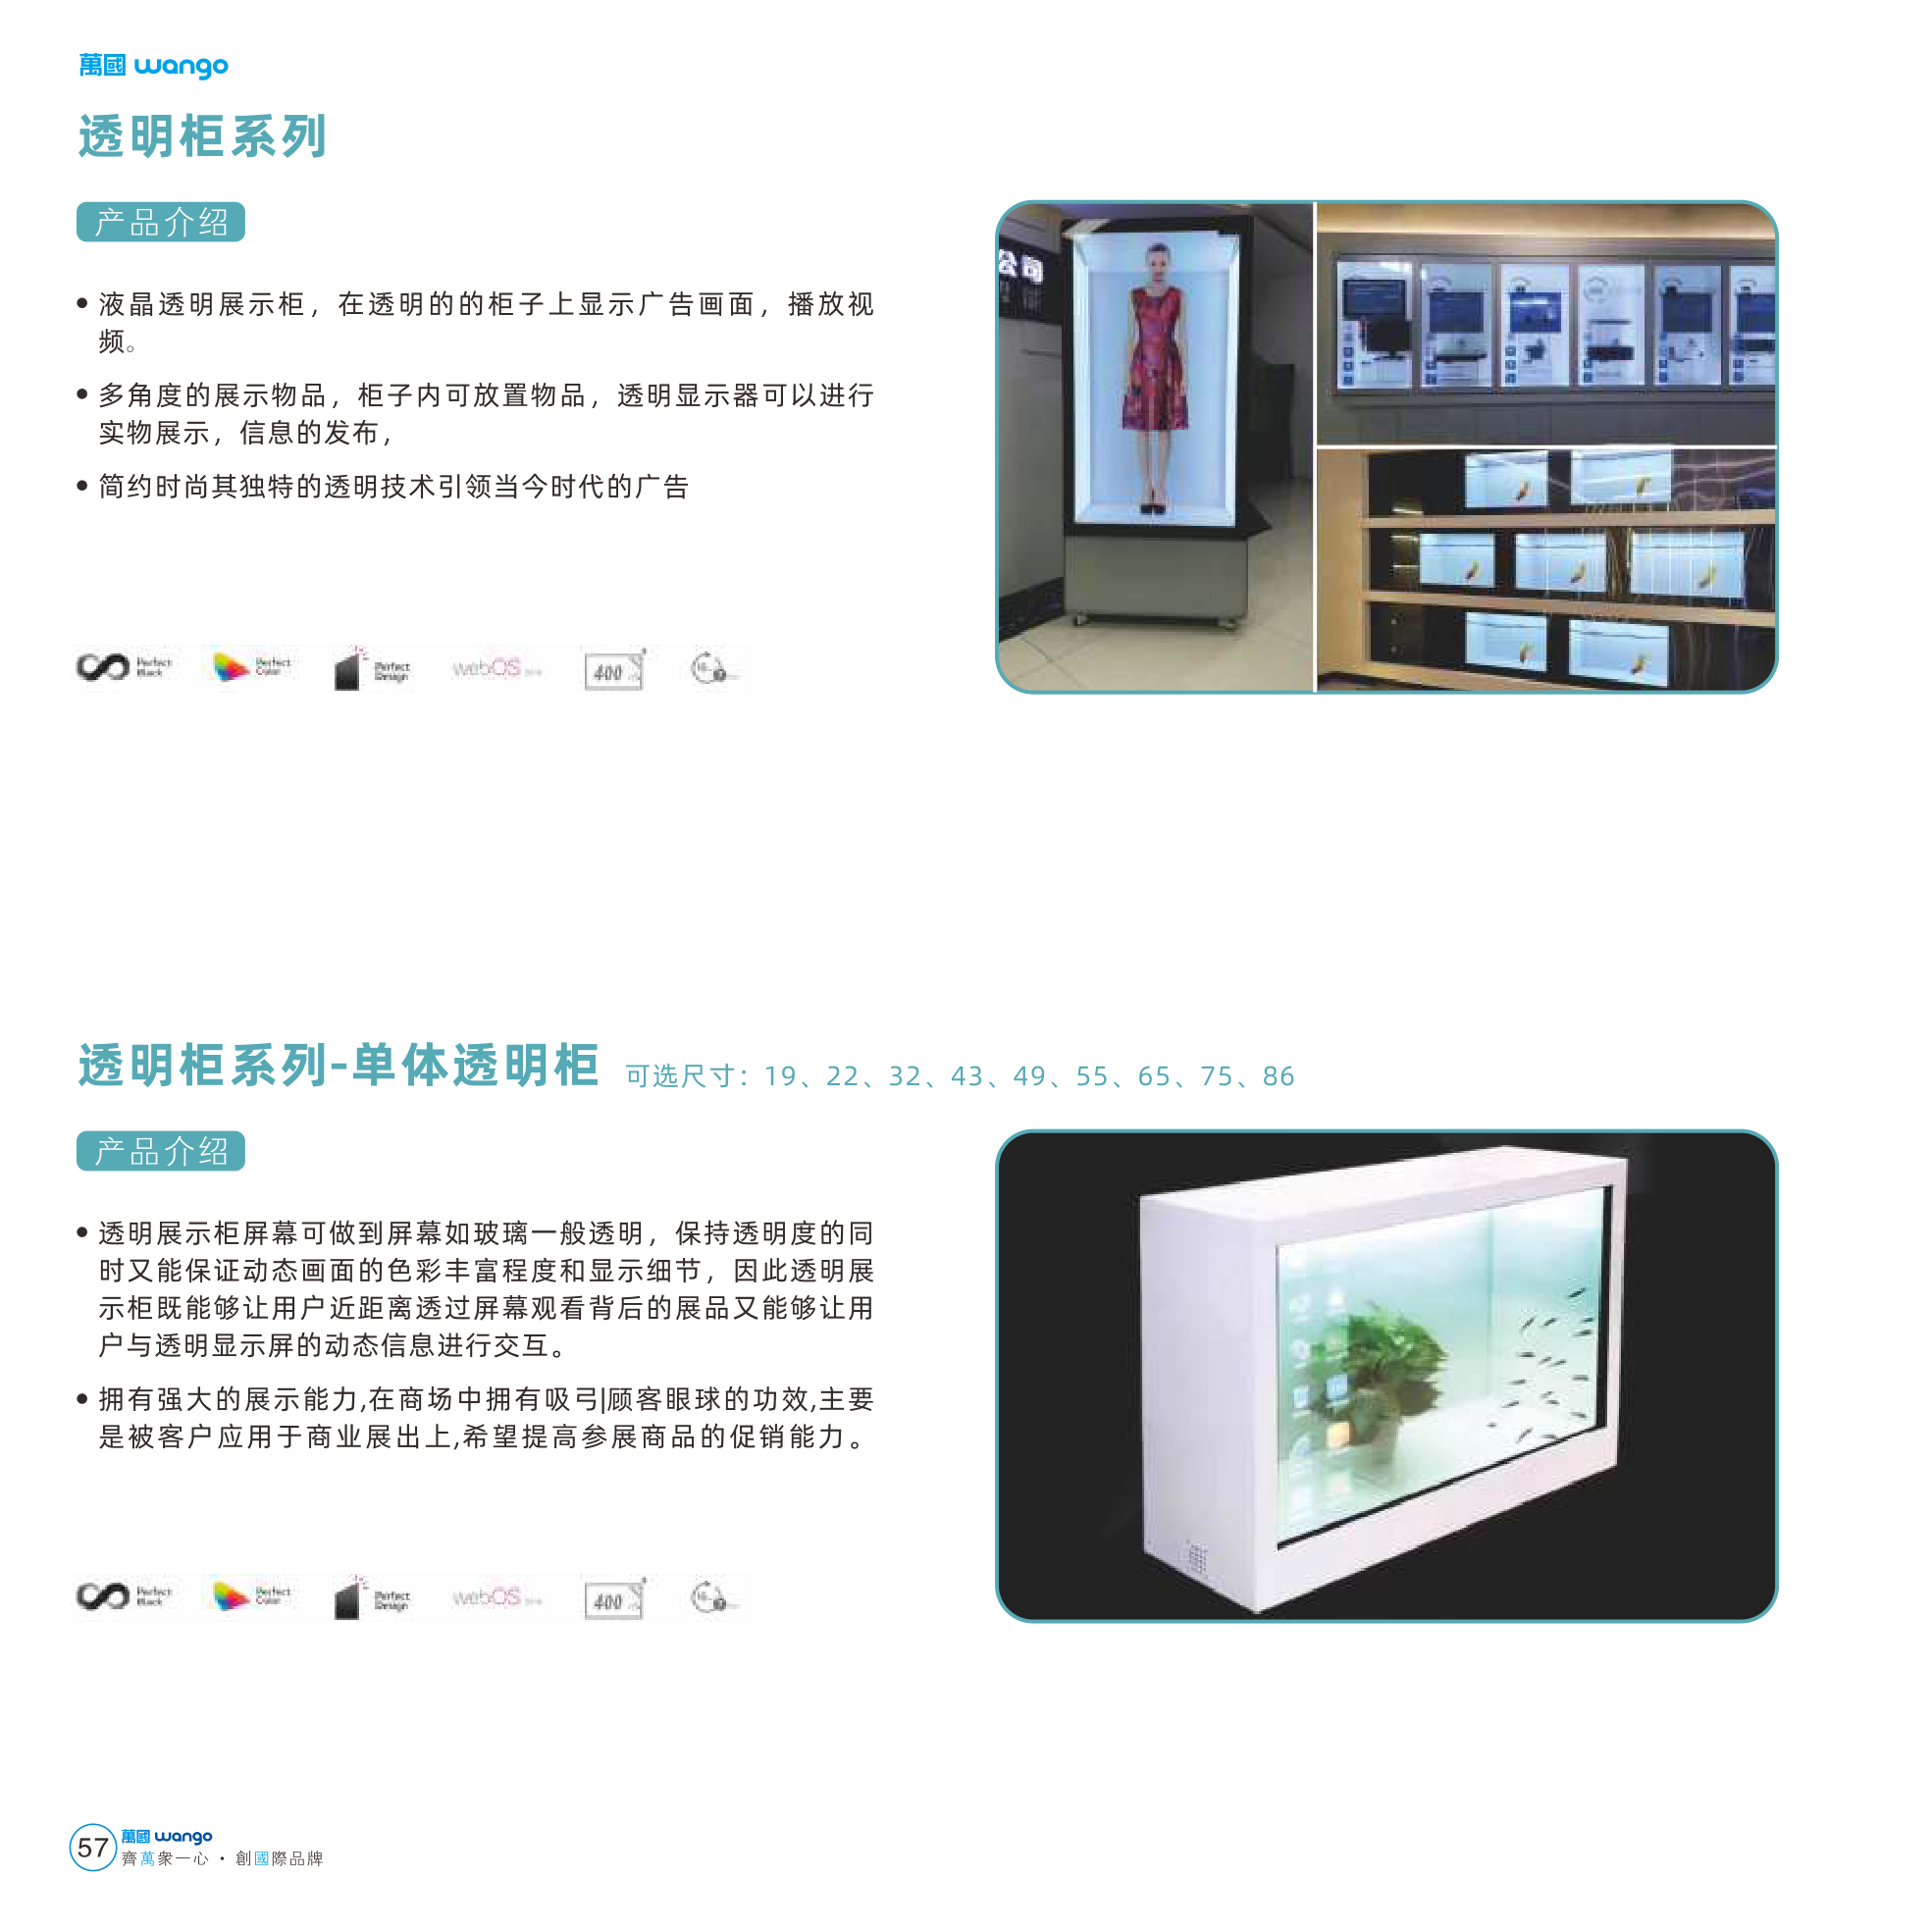 萬國 wango
透明柜系列
产品介绍
液晶透明展示柜，在透明的的柜子上显示广告画面，播放视
频。
多角度的展示物品，柜子内可放置物品，透明显示器可以进行
实物展示，信息的发布，
简约时尚其独特的透明技术引领当今时代的广告
公司
Perfect Black
Perfect Color
Perfect Design
webOS
400
透明柜系列-单体透明柜 可选尺寸：19、22、32、43、49、55、65、75、86
产品介绍
透明展示柜屏幕可做到屏幕如玻璃一般透明，保持透明度的同
时又能保证动态画面的色彩丰富程度和显示细节，因此透明展
示柜既能够让用户近距离透过屏幕观看背后的展品又能够让用
户与透明显示屏的动态信息进行交互。
拥有强大的展示能力,在商场中拥有吸弓|顾客眼球的功效,主要
是被客户应用于商业展出上,希望提高参展商品的促销能力。
Perfect Black
Perfect Color
Perfect Design
webOS
400
57
萬國 wango
齊萬衆一心 · 創國際品牌